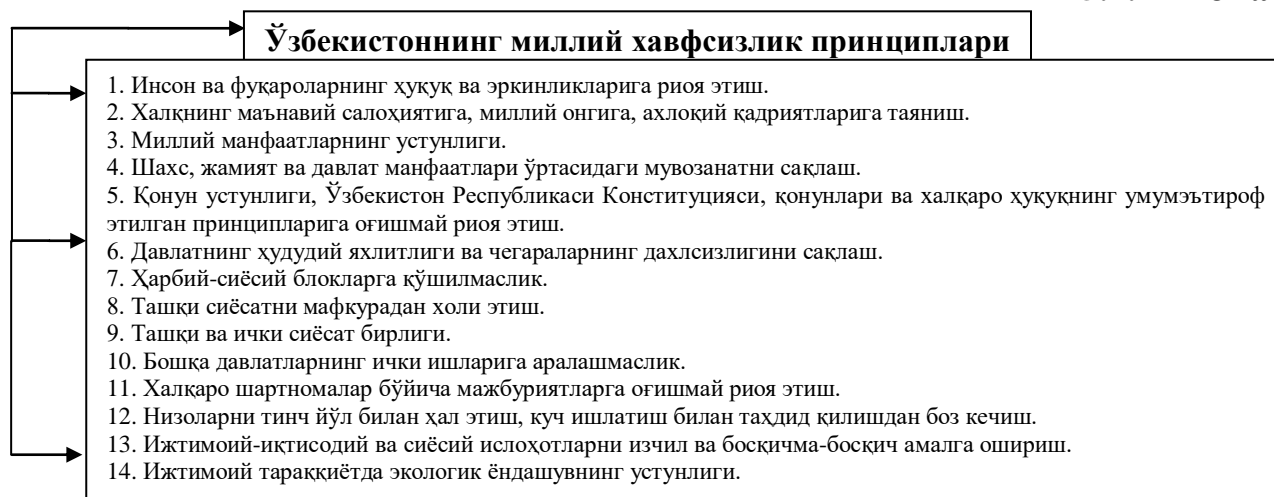 Ўзбекистоннинг миллий хавфсизлик принциплари
1. Инсон ва фуқароларнинг ҳуқуқ ва эркинликларига риоя этиш.
2. Халқнинг маънавий салоҳиятига, миллий онгига, ахлоқий қадриятларига таяниш.
3. Миллий манфаатларнинг устунлиги.
4. Шахс, жамият ва давлат манфаатлари ўртасидаги мувозанатни сақлаш.
5. Қонун устунлиги, Ўзбекистон Республикаси Конституцияси, қонунлари ва халқаро ҳуқуқнинг умумэътироф
этилган принципларига оғишмай риоя этиш.
6. Давлатнинг ҳудудий яхлитлиги ва чегараларнинг дахлсизлигини сақлаш.
7. Ҳарбий-сиёсий блокларга қўшилмаслик.
8. Ташқи сиёсатни мафкурадан холи этиш.
9. Ташқи ва ички сиёсат бирлиги.
10. Бошқа давлатларнинг ички ишларига аралашмаслик.
11. Халқаро шартномалар бўйича мажбуриятларга оғишмай риоя этиш.
12. Низоларни тинч йўл билан ҳал этиш, куч ишлатиш билан таҳдид қилишдан боз кечиш.
13. Ижтимоий-иқтисодий ва сиёсий ислоҳотларни изчил ва босқичма-босқич амалга ошириш.
14. Ижтимоий тараққиётда экологик ёндашувнинг устунлиги.